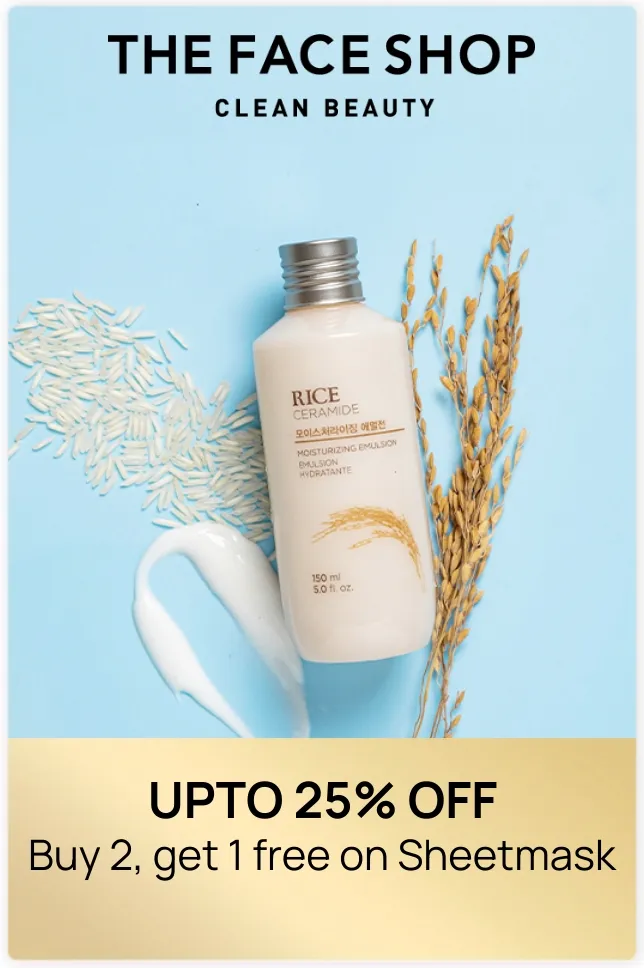 THE FACE SHOP
CLEAN BEAUTY
RICE
CERAMIDE
모이스처라이징 에멀전
MOISTURIZING EMULSION
EMULSION
HYDRATANTE
150 ml
5.0 fl. oz.
UPTO 25% OFF
Buy 2, get 1 free on Sheetmask